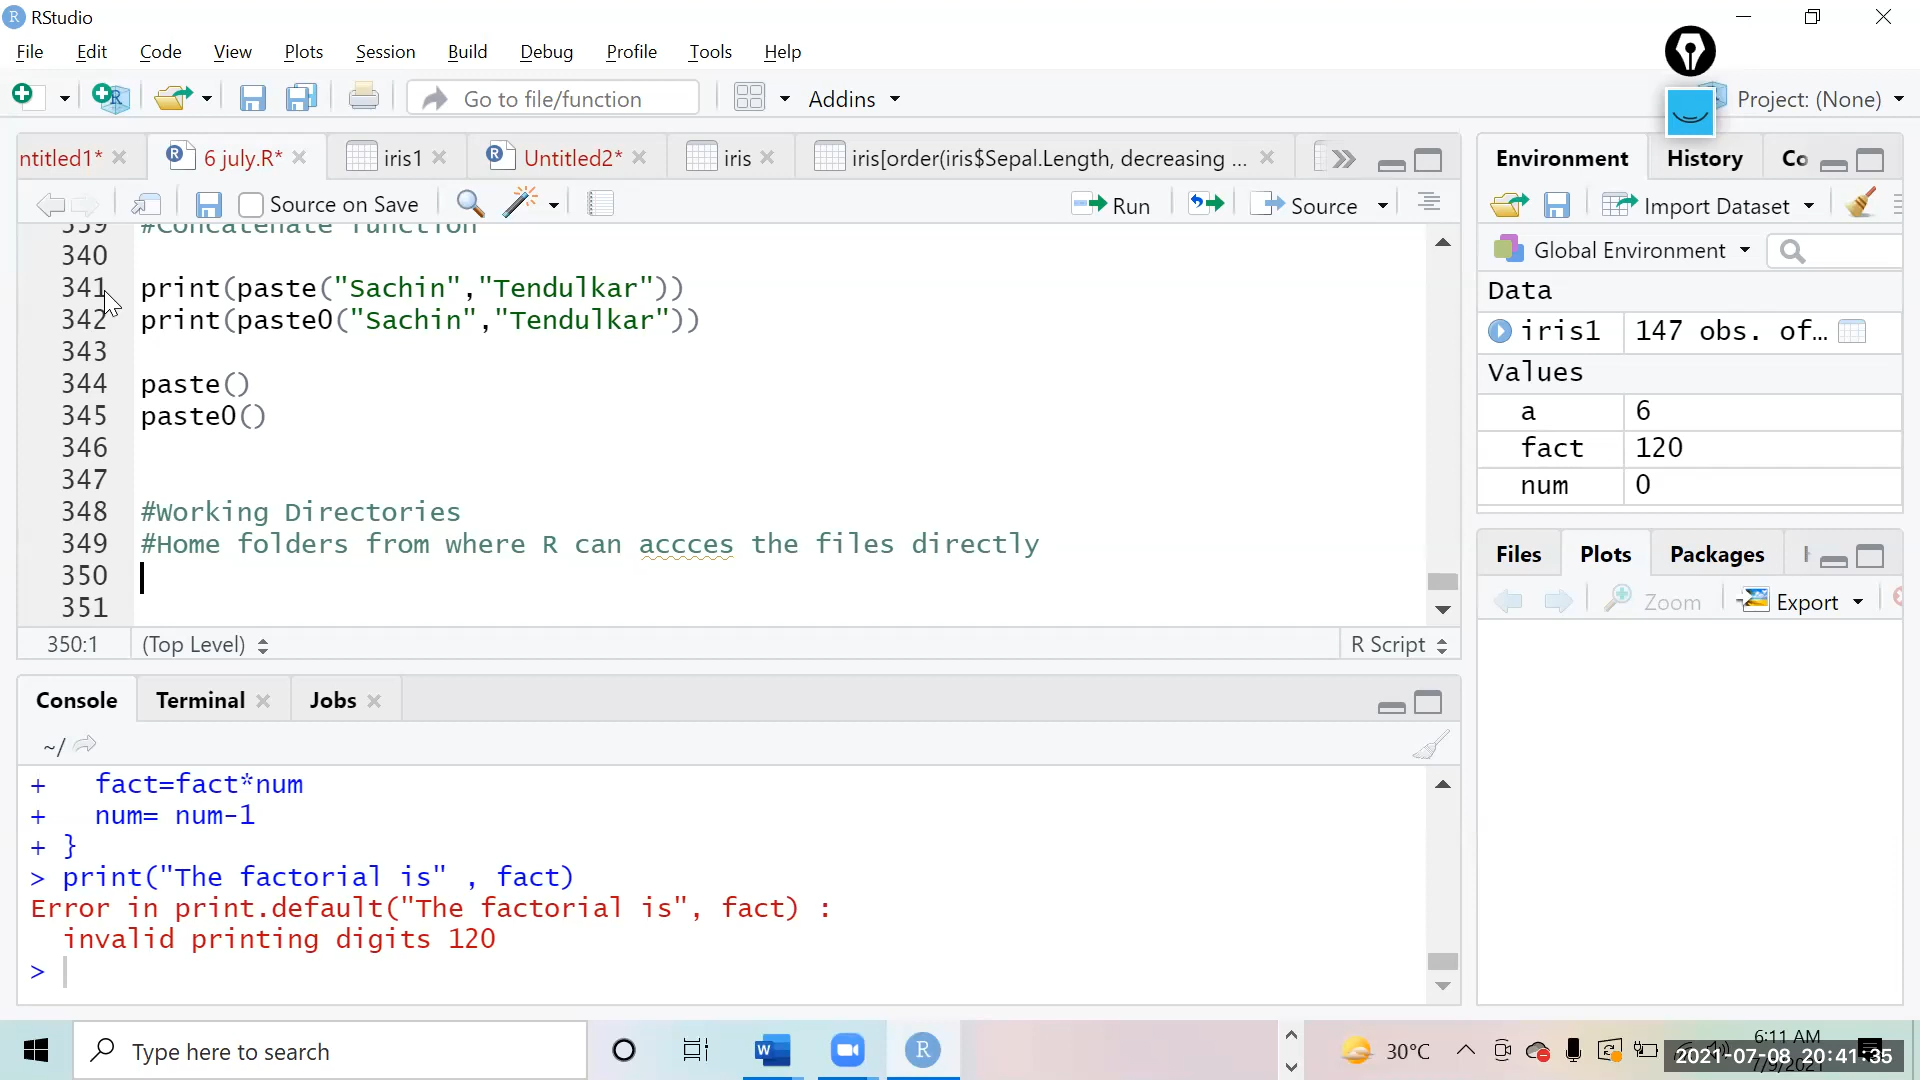 RStudio
File Edit Code View Plots Session Build Debug Profile Tools Help
Go to file/function Addins Project: (None)
ntitled1* 6 july.R* iris1 Untitled2* iris iris[order(iris$Sepal.Length, decreasing ...
Source on Save Run Source
339 #Concatenate function
340
341 print(paste("Sachin","Tendulkar"))
342 print(paste0("Sachin","Tendulkar"))
343
344 paste()
345 paste0()
346
347
348 #Working Directories
349 #Home folders from where R can accces the files directly
350
351
350:1 (Top Level) R Script
Console Terminal Jobs
~/
+ fact=fact*num
+ num= num-1
+ }
> print("The factorial is" , fact)
Error in print.default("The factorial is", fact) :
invalid printing digits 120
>
Environment History Co
Import Dataset
Global Environment
Data
iris1 147 obs. of...
Values
a 6
fact 120
num 0
Files Plots Packages
Zoom Export
Type here to search
30°C
6:11 AM
2021-07-08 20:41:35